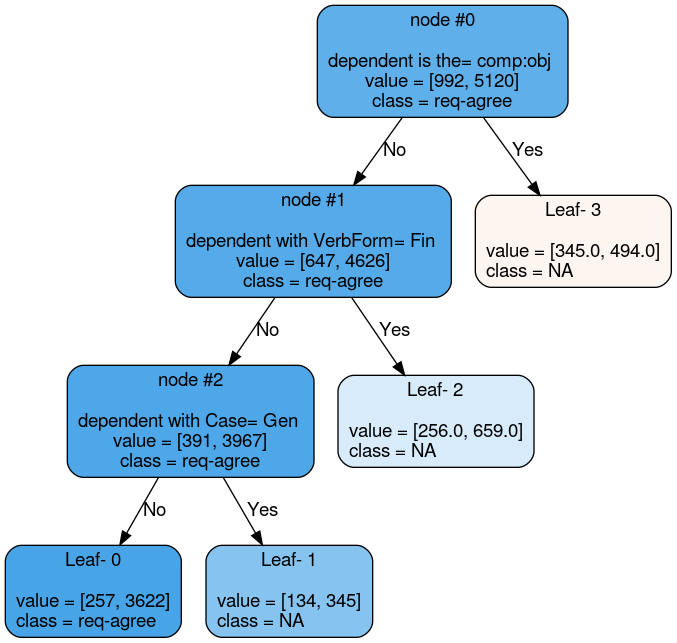 node #0
dependent is the= comp:obj
value = [992, 5120]
class = req-agree
No
Yes
node #1
dependent with VerbForm= Fin
value = [647, 4626]
class = req-agree
Leaf- 3
value = [345.0, 494.0]
class = NA
No
Yes
node #2
dependent with Case= Gen
value = [391, 3967]
class = req-agree
Leaf- 2
value = [256.0, 659.0]
class = NA
No
Yes
Leaf- 0
value = [257, 3622]
class = req-agree
Leaf- 1
value = [134, 345]
class = NA